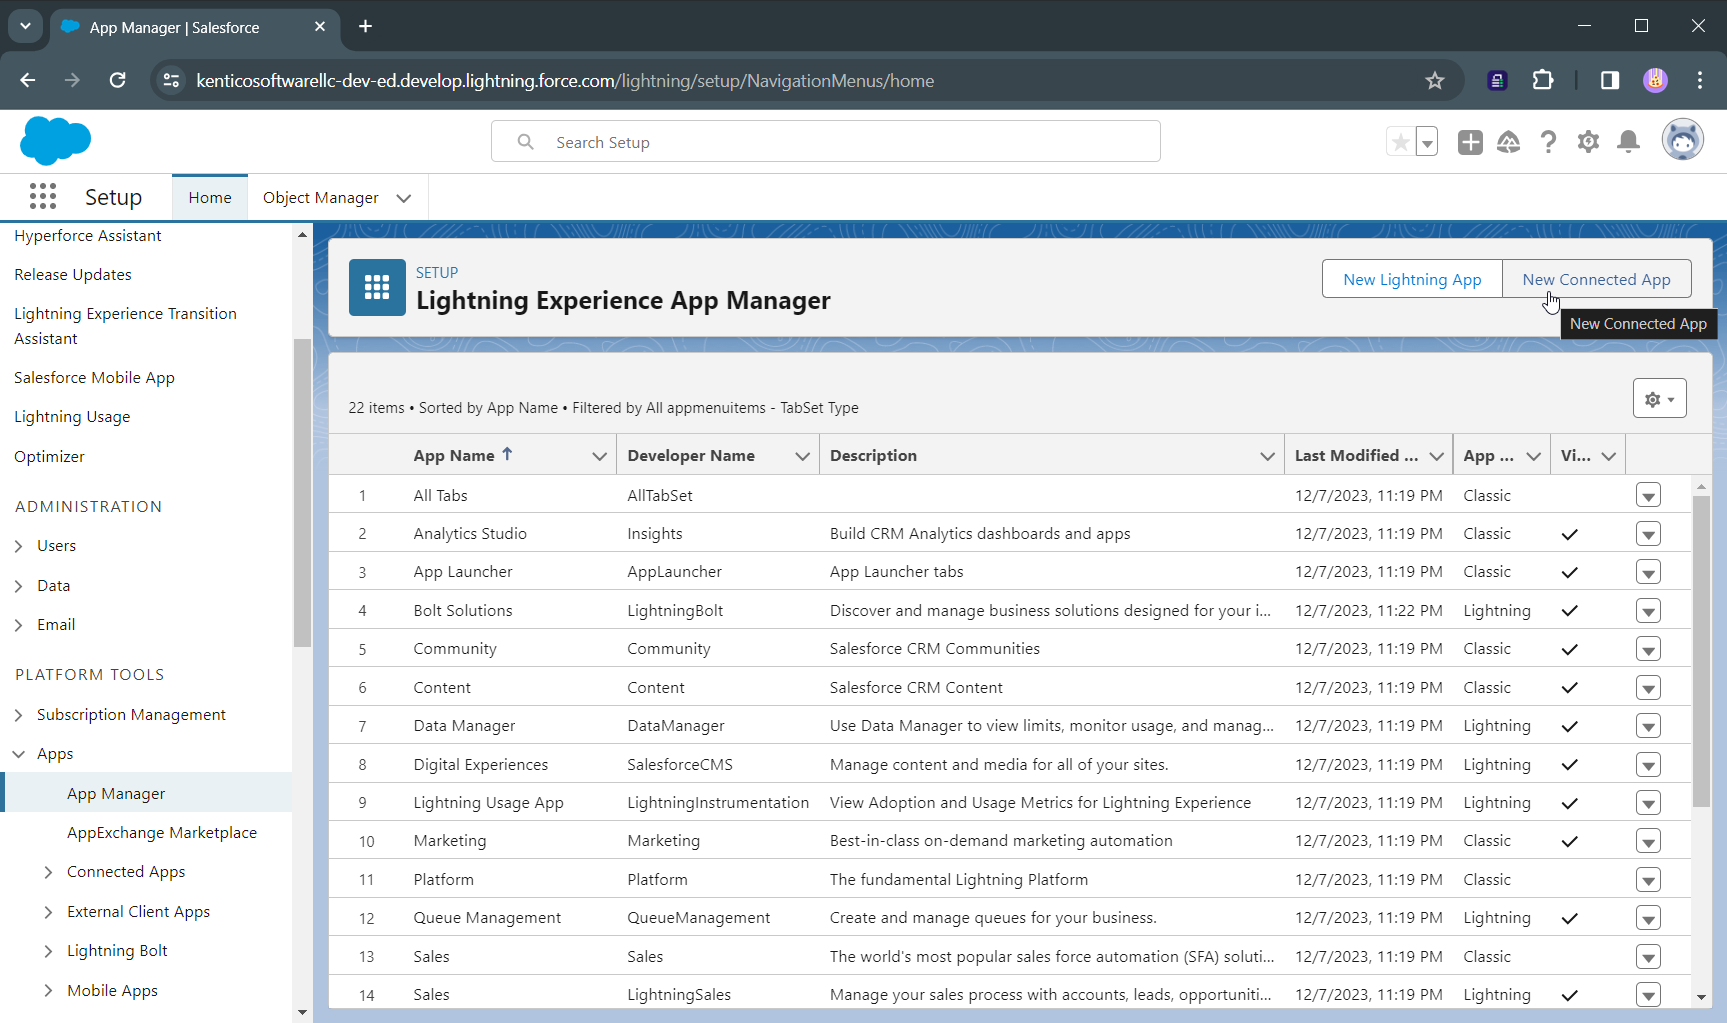 App Manager | Salesforce
kenticosoftwarellc-dev-ed.develop.lightning.force.com/lightning/setup/NavigationMenus/home
Search Setup
Setup
Home
Object Manager
Hyperforce Assistant
Release Updates
Lightning Experience Transition
Assistant
Salesforce Mobile App
Lightning Usage
Optimizer
ADMINISTRATION
Users
Data
Email
PLATFORM TOOLS
Subscription Management
Apps
App Manager
AppExchange Marketplace
Connected Apps
External Client Apps
Lightning Bolt
Mobile Apps
SETUP
Lightning Experience App Manager
New Lightning App
New Connected App
New Connected App
22 items • Sorted by App Name • Filtered by All appmenuitems - TabSet Type
App Name Developer Name Description Last Modified ... App ... Vi...
1 All Tabs AllTabSet 12/7/2023, 11:19 PM Classic
2 Analytics Studio Insights Build CRM Analytics dashboards and apps 12/7/2023, 11:19 PM Classic
3 App Launcher AppLauncher App Launcher tabs 12/7/2023, 11:19 PM Classic
4 Bolt Solutions LightningBolt Discover and manage business solutions designed for your i... 12/7/2023, 11:22 PM Lightning
5 Community Community Salesforce CRM Communities 12/7/2023, 11:19 PM Classic
6 Content Content Salesforce CRM Content 12/7/2023, 11:19 PM Classic
7 Data Manager DataManager Use Data Manager to view limits, monitor usage, and manag... 12/7/2023, 11:19 PM Lightning
8 Digital Experiences SalesforceCMS Manage content and media for all of your sites. 12/7/2023, 11:19 PM Lightning
9 Lightning Usage App LightningInstrumentation View Adoption and Usage Metrics for Lightning Experience 12/7/2023, 11:19 PM Lightning
10 Marketing Marketing Best-in-class on-demand marketing automation 12/7/2023, 11:19 PM Classic
11 Platform Platform The fundamental Lightning Platform 12/7/2023, 11:19 PM Classic
12 Queue Management QueueManagement Create and manage queues for your business. 12/7/2023, 11:19 PM Lightning
13 Sales Sales The world's most popular sales force automation (SFA) soluti... 12/7/2023, 11:19 PM Classic
14 Sales LightningSales Manage your sales process with accounts, leads, opportuniti... 12/7/2023, 11:19 PM Lightning